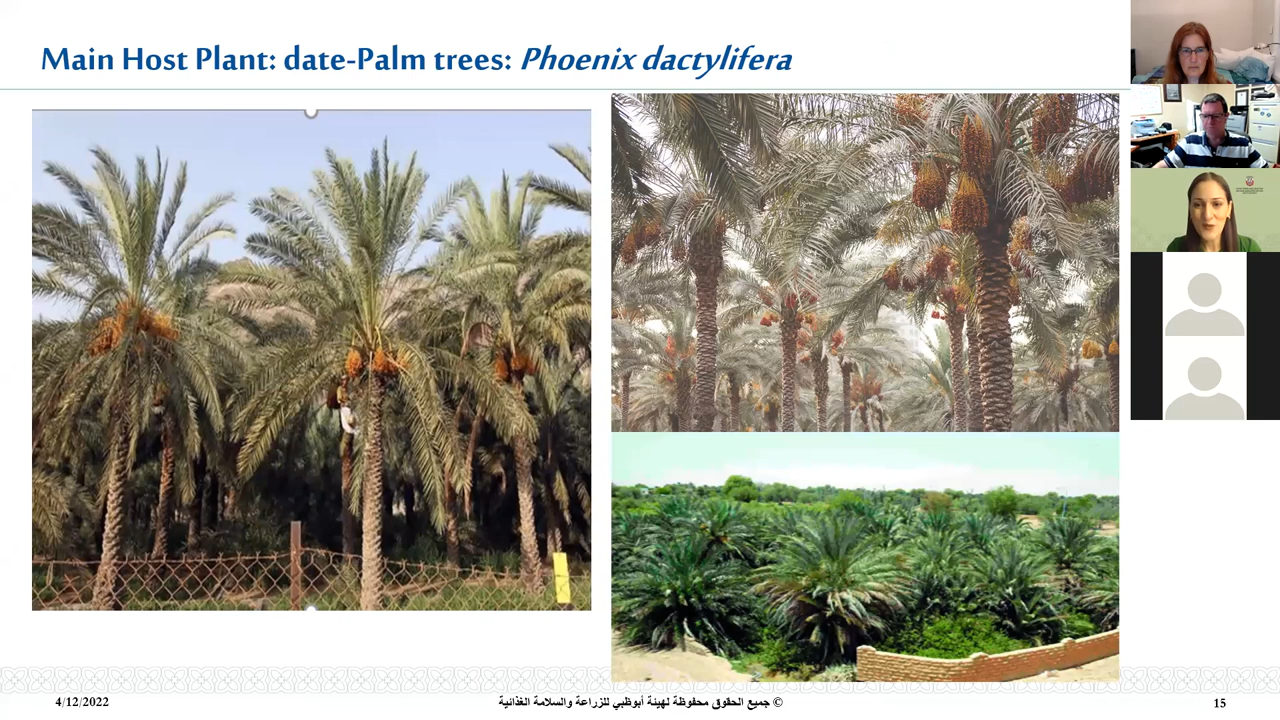 Main Host Plant: date-Palm trees: Phoenix dactylifera
4/12/2022
© جميع الحقوق محفوظة لهيئة أبوظبي للزراعة والسلامة الغذائية
15